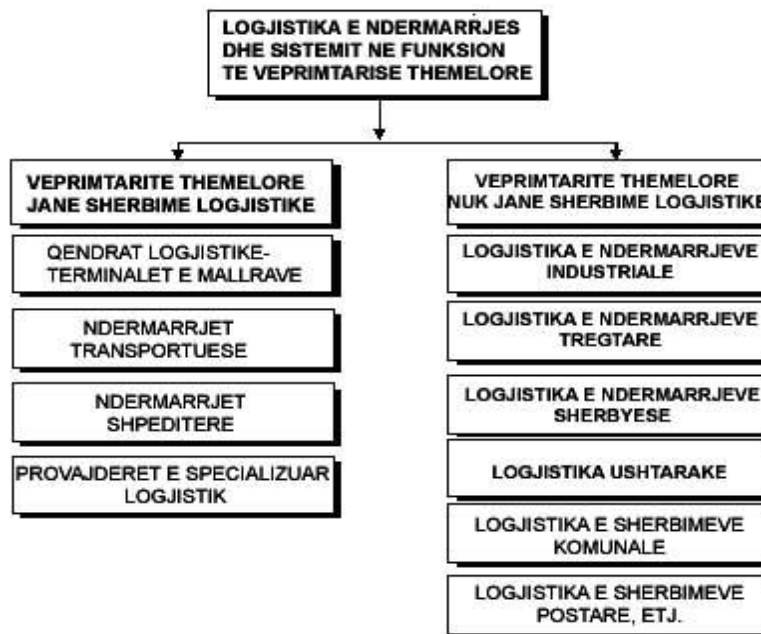 LOGJISTIKA E NDERMARRJES
DHE SISTEMIT NE FUNKSION
TE VEPRIMTARISE THEMELORE
VEPRIMTARITE THEMELORE
JANE SHERBIME LOGJISTIKE
QENDRAT LOGJISTIKE-
TERMINALET E MALLRAVE
NDERMARRJET
TRANSPORTUESE
NDERMARRJET
SHPEDITERE
PROVAJDERET E SPECIALIZUAR
LOGJISTIK
VEPRIMTARITE THEMELORE
NUK JANE SHERBIME LOGJISTIKE
LOGJISTIKA E NDERMARRJEVE
INDUSTRIALE
LOGJISTIKA E NDERMARRJEVE
TREGTARE
LOGJISTIKA E NDERMARRJEVE
SHERBYESE
LOGJISTIKA USHTARAKE
LOGJISTIKA E SHERBIMEVE
KOMUNALE
LOGJISTIKA E SHERBIMEVE
POSTARE, ETJ.